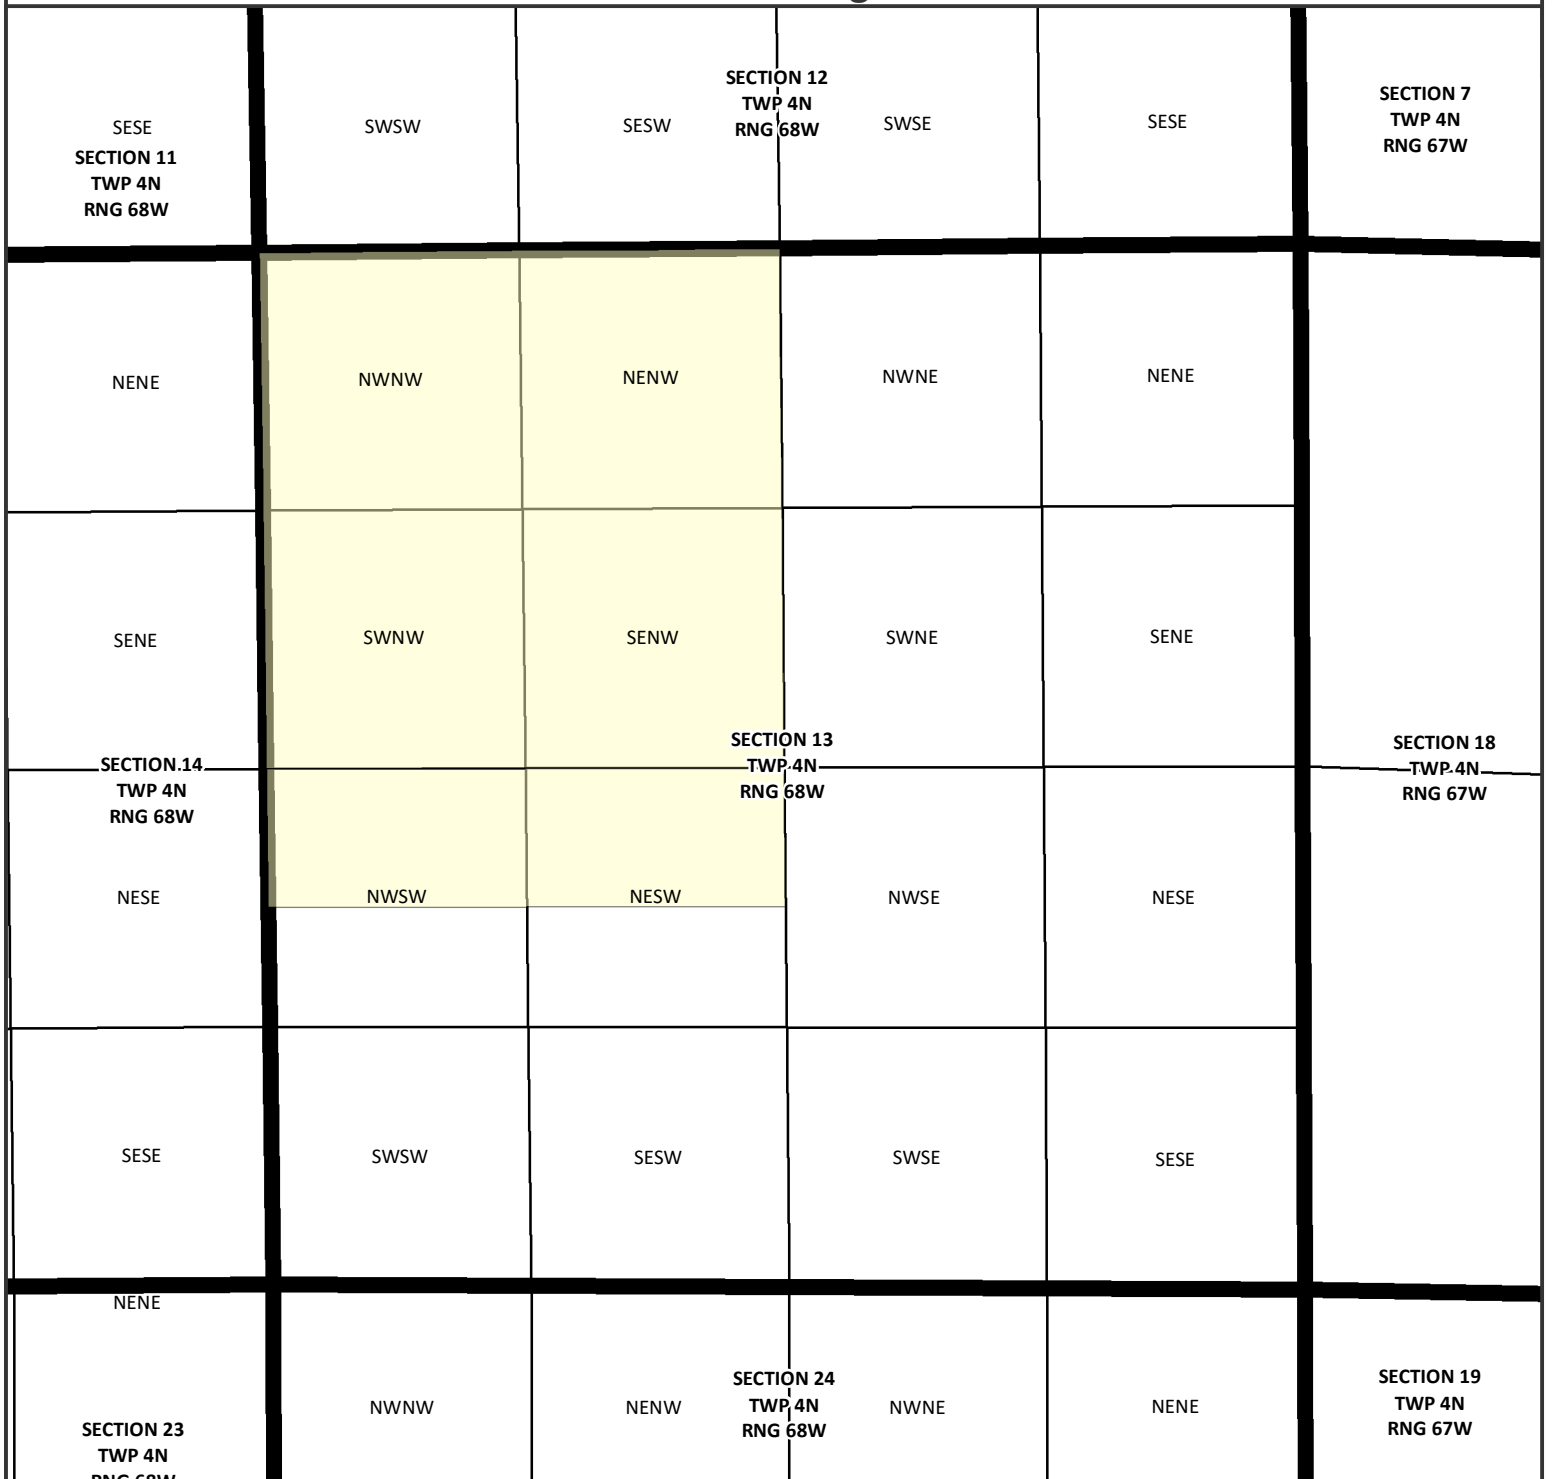 SECTION 12
TWP 4N
RNG 68W
SECTION 7
TWP 4N
RNG 67W
SESE
SWSW
SESW
SWSE
SESE
SECTION 11
TWP 4N
RNG 68W
NENE
NWNW
NENW
NWNE
NENE
SENE
SWNW
SENW
SWNE
SENE
SECTION 14
TWP 4N
RNG 68W
SECTION 13
TWP 4N
RNG 68W
SECTION 18
TWP 4N
RNG 67W
NESE
NWSW
NESW
NWSE
NESE
SESE
SWSW
SESW
SWSE
SESE
NENE
NWNW
NENW
SECTION 24
TWP 4N
RNG 68W
NWNE
NENE
SECTION 19
TWP 4N
RNG 67W
SECTION 23
TWP 4N
RNG 68W